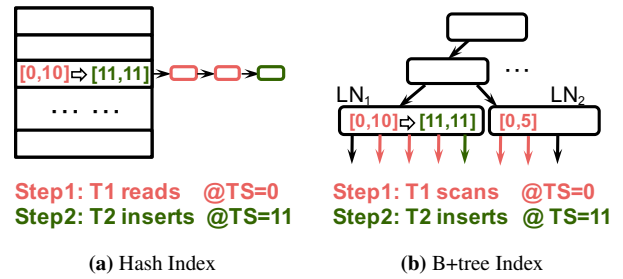 [0,10]⇨[11,11]
... ...
Step1: T1 reads @TS=0
Step2: T2 inserts @TS=11
(a) Hash Index
...
LN1
LN2
[0,10]⇨[11,11]
[0,5]
Step1: T1 scans @TS=0
Step2: T2 inserts @ TS=11
(b) B+tree Index